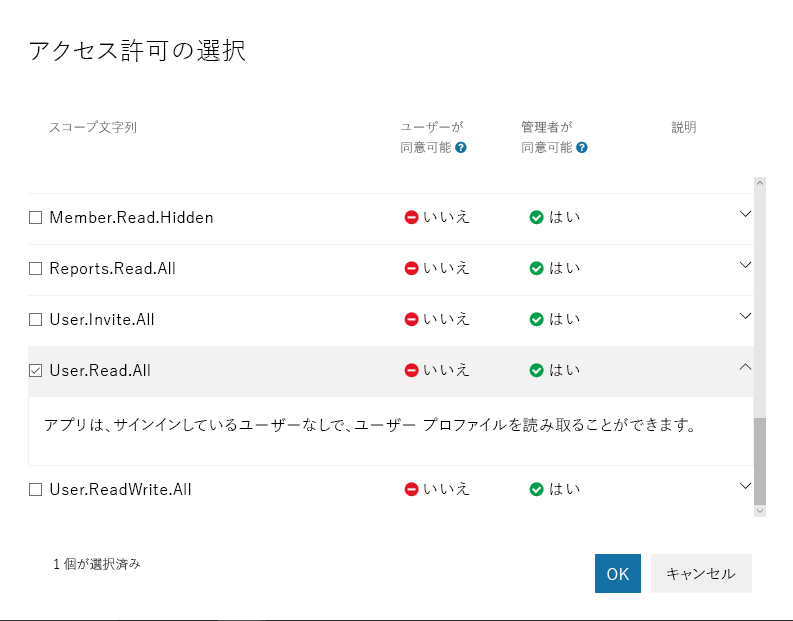 アクセス許可の選択
スコープ文字列 ユーザーが 同意可能 ? 管理者が 同意可能 ? 説明
Member.Read.Hidden いいえ はい
Reports.Read.All いいえ はい
User.Invite.All いいえ はい
User.Read.All いいえ はい
アプリは、サインインしているユーザーなしで、ユーザー プロファイルを読み取ることができます。
User.ReadWrite.All いいえ はい
1 個が選択済み OK キャンセル